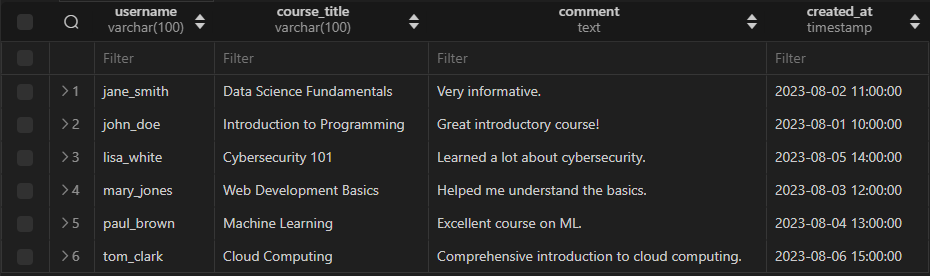 username course_title comment created_at
varchar(100) varchar(100) text timestamp
Filter Filter Filter Filter
1 jane_smith Data Science Fundamentals Very informative. 2023-08-02 11:00:00
2 john_doe Introduction to Programming Great introductory course! 2023-08-01 10:00:00
3 lisa_white Cybersecurity 101 Learned a lot about cybersecurity. 2023-08-05 14:00:00
4 mary_jones Web Development Basics Helped me understand the basics. 2023-08-03 12:00:00
5 paul_brown Machine Learning Excellent course on ML. 2023-08-04 13:00:00
6 tom_clark Cloud Computing Comprehensive introduction to cloud computing. 2023-08-06 15:00:00